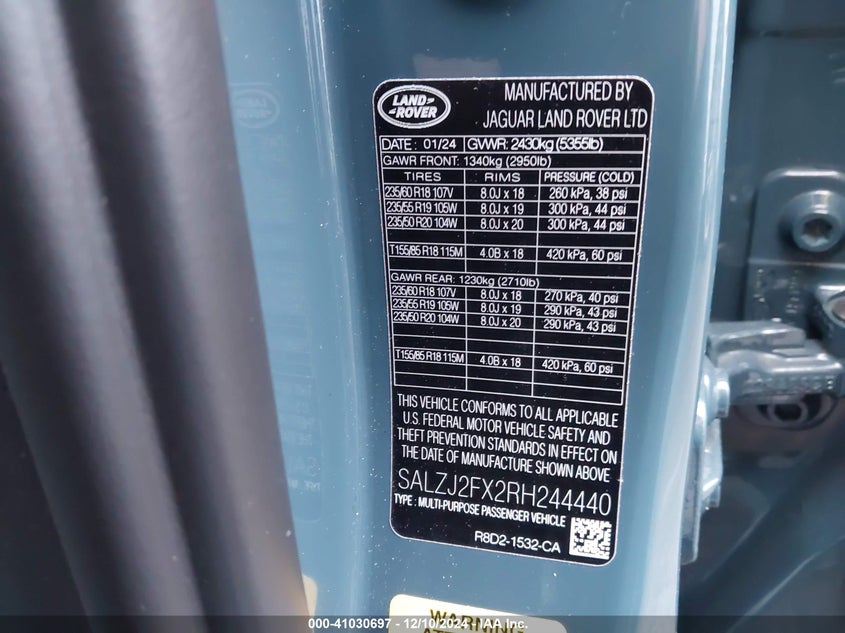 LAND
ROVER
MANUFACTURED BY
JAGUAR LAND ROVER LTD
DATE : 01/24 GVWR: 2430kg (5355lb)
GAWR FRONT: 1340kg (2950lb)
TIRES RIMS PRESSURE (COLD)
235/60 R18 107V 8.0J x 18 260 kPa, 38 psi
235/55 R19 105W 8.0J x 19 300 kPa, 44 psi
235/50 R20 104W 8.0J x 20 300 kPa, 44 psi
T155/85 R18 115M 4.0B x 18 420 kPa, 60 psi
GAWR REAR: 1230kg (2710lb)
235/60 R18 107V 8.0J x 18 270 kPa, 40 psi
235/55 R19 105W 8.0J x 19 290 kPa, 43 psi
235/50 R20 104W 8.0J x 20 290 kPa, 43 psi
T155/85 R18 115M 4.0B x 18 420 kPa, 60 psi
THIS VEHICLE CONFORMS TO ALL APPLICABLE
U.S. FEDERAL MOTOR VEHICLE SAFETY AND
THEFT PREVENTION STANDARDS IN EFFECT ON
THE DATE OF MANUFACTURE SHOWN ABOVE
SALZJ2FX2RH244440
TYPE : MULTI-PURPOSE PASSENGER VEHICLE
R8D2-1532-CA
WARNING
000-41030697 - 12/10/2024 - IAA